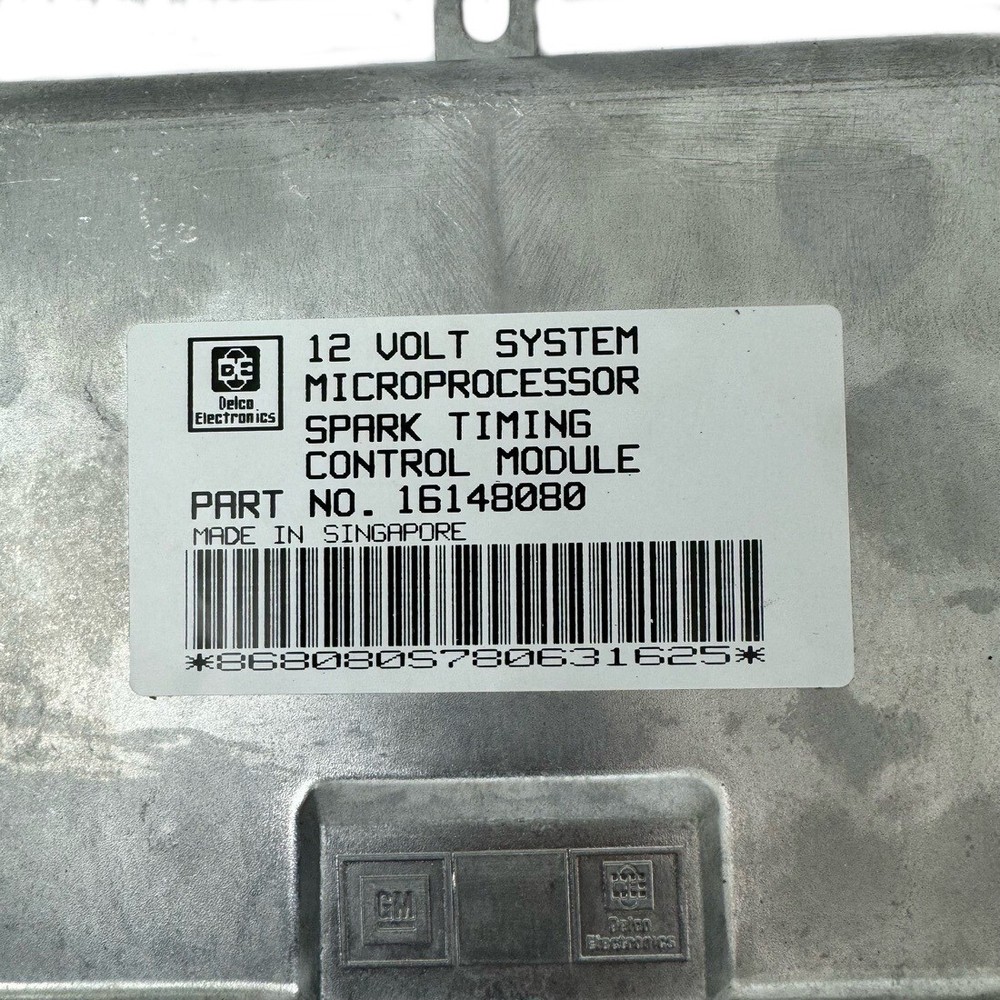 DE
Delco
Electronics
12 VOLT SYSTEM
MICROPROCESSOR
SPARK TIMING
CONTROL MODULE
PART NO. 16148080
MADE IN SINGAPORE
*868080S780631625*
GM
Delco
Electronics